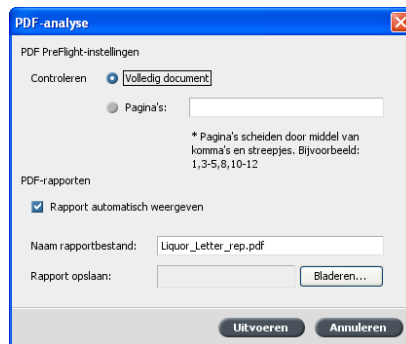 PDF-analyse
PDF PreFlight-instellingen
Controleren Volledig document
Pagina's:
* Pagina's scheiden door middel van
komma's en streepjes. Bijvoorbeeld:
1,3-5,8,10-12
PDF-rapporten
Rapport automatisch weergeven
Naam rapportbestand: Liquor_Letter_rep.pdf
Rapport opslaan: Bladeren...
Uitvoeren Annuleren